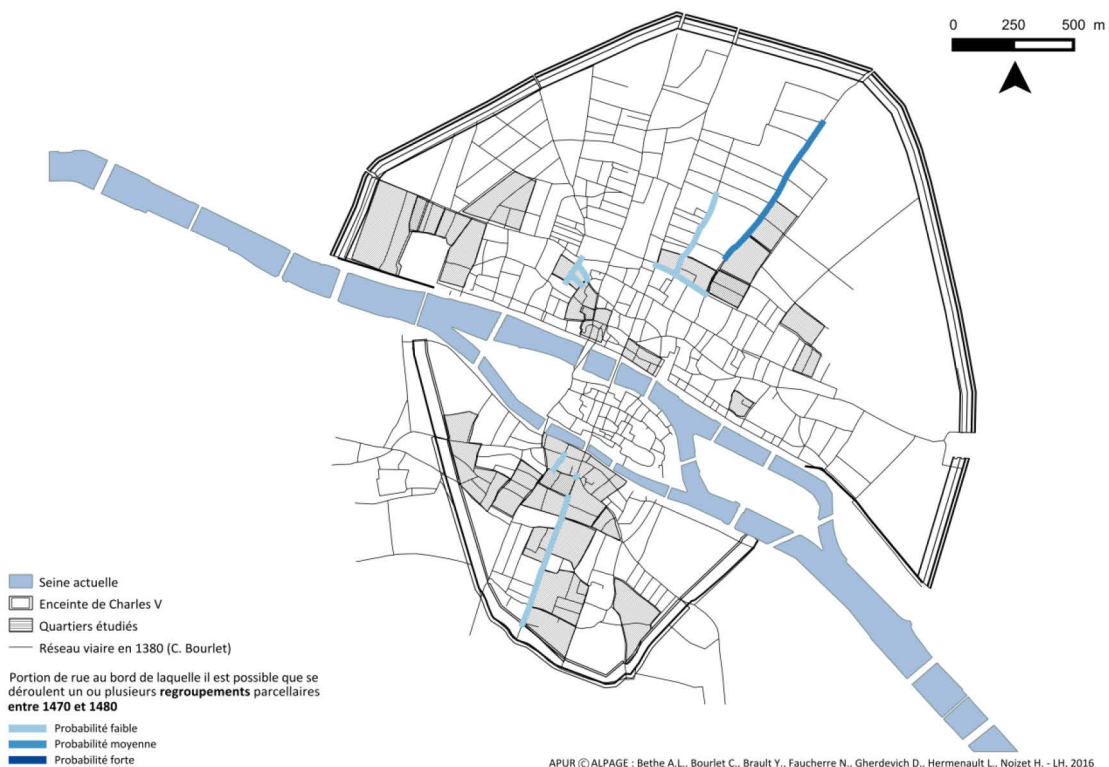 0 250 500 m
Seine actuelle
Enceinte de Charles V
Quartiers étudiés
Réseau viaire en 1380 (C. Bourlet)
Portion de rue au bord de laquelle il est possible que se
déroulent un ou plusieurs regroupements parcellaires
entre 1470 et 1480
Probabilité faible
Probabilité moyenne
Probabilité forte
APUR © ALPAGE : Bethe A.L., Bourlet C., Brault Y., Faucherre N., Gherdevich D., Hermenault L., Noizet H. - LH, 2016